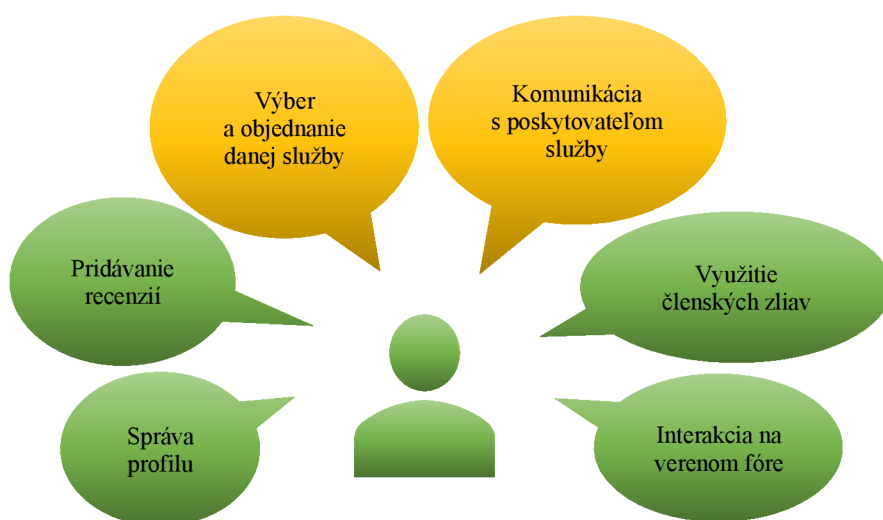 Výber
a objednanie
danej služby
Komunikácia
s poskytovateľom
služby
Pridávanie
recenzií
Využitie
členských zliav
Správa
profilu
Interakcia na
verenom fóre